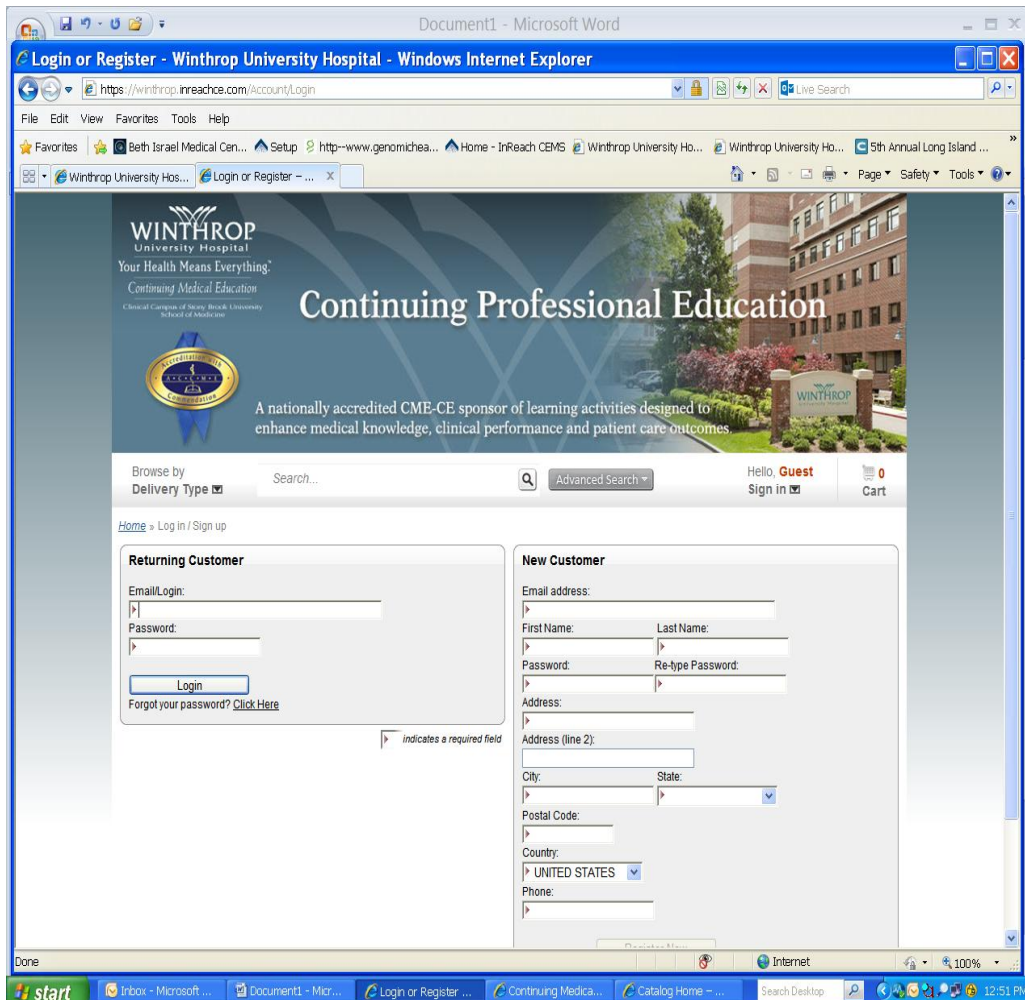 Document1 - Microsoft Word
Login or Register - Winthrop University Hospital - Windows Internet Explorer
https://winthrop.inreachce.com/Account/Login
Live Search
File Edit View Favorites Tools Help
Favorites Beth Israel Medical Cen... Setup http--www.genomichea... Home - InReach CEMS Winthrop University Ho... Winthrop University Ho... 5th Annual Long Island ... »
Winthrop University Hos... Login or Register – ... X Page Safety Tools
WINTHROP
University Hospital
Your Health Means Everything.
Continuing Medical Education
Clinical Campus of Stony Brook University
School of Medicine
Continuing Professional Education
Accreditation with
A•C•C•M•E
Commendation
WINTHROP
A nationally accredited CME-CE sponsor of learning activities designed to
enhance medical knowledge, clinical performance and patient care outcomes.
Browse by
Delivery Type
Search...
Advanced Search
Hello, Guest
Sign in
0
Cart
Home » Log in / Sign up
Returning Customer
Email/Login:
Password:
Login
Forgot your password? Click Here
indicates a required field
New Customer
Email address:
First Name: Last Name:
Password: Re-type Password:
Address:
Address (line 2):
City: State:
Postal Code:
Country:
UNITED STATES
Phone:
Register Now
Done Internet 100%
start Inbox - Microsoft ... Document1 - Micr... Login or Register ... Continuing Medica... Catalog Home – ... Search Desktop 12:51 PM